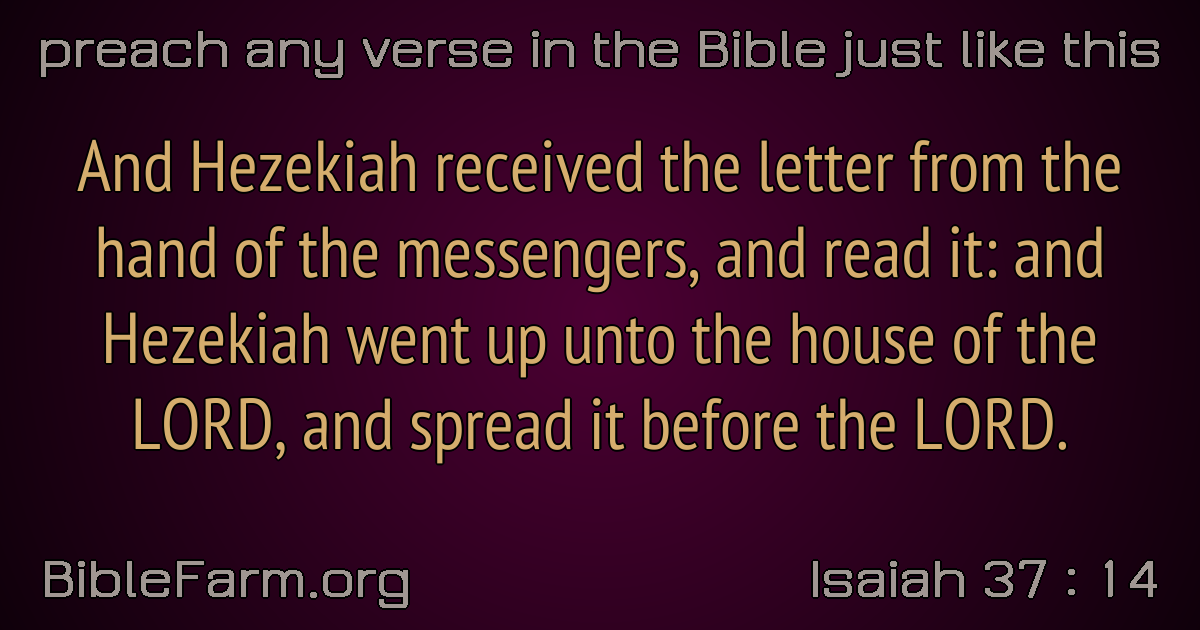 preach any verse in the Bible just like this
And Hezekiah received the letter from the
hand of the messengers, and read it: and
Hezekiah went up unto the house of the
LORD, and spread it before the LORD.
BibleFarm.org
Isaiah 37 : 14